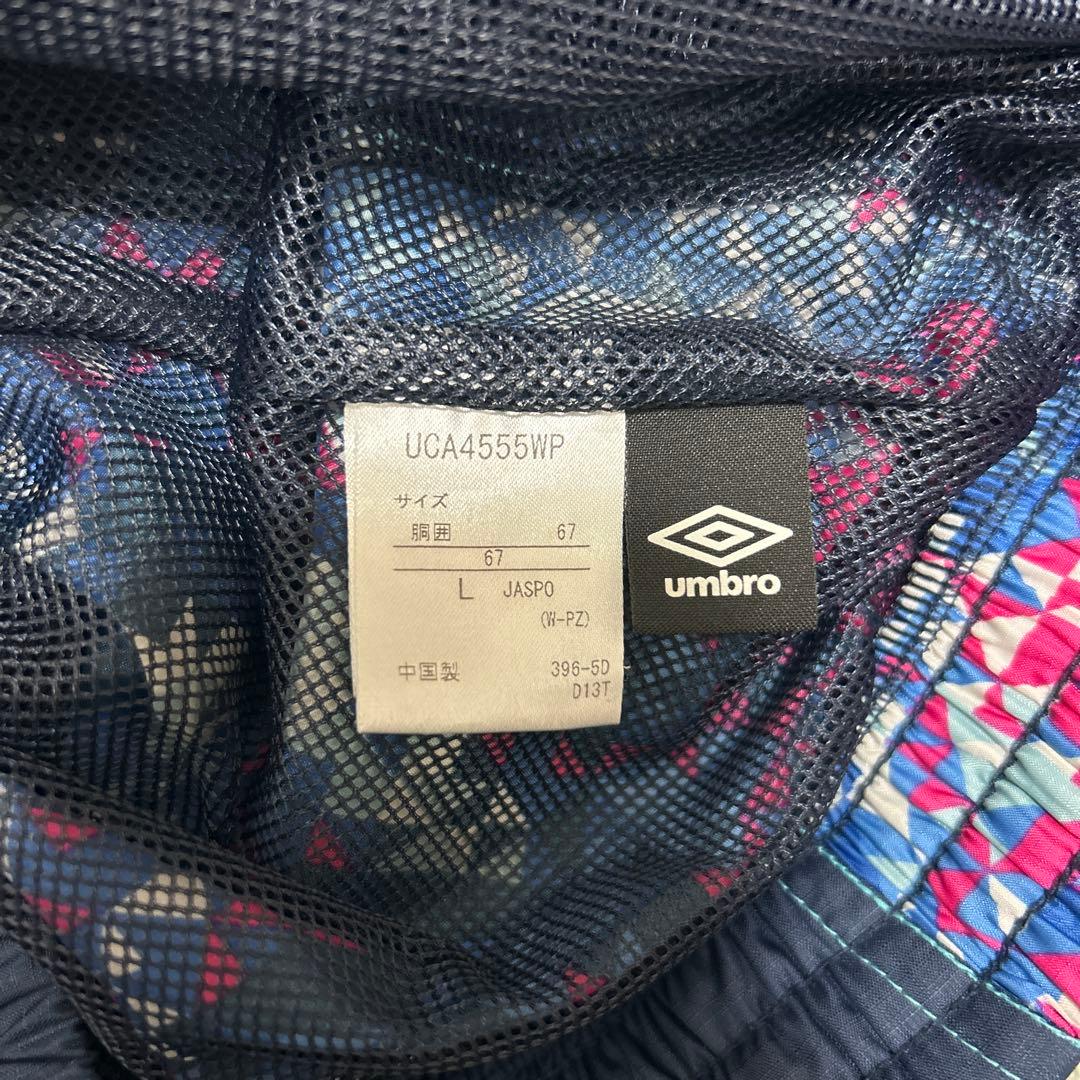 UCA4555WP
サイズ
胴囲 67
67
L JASPO
(W-PZ)
中国製 396-5D
D13T
umbro